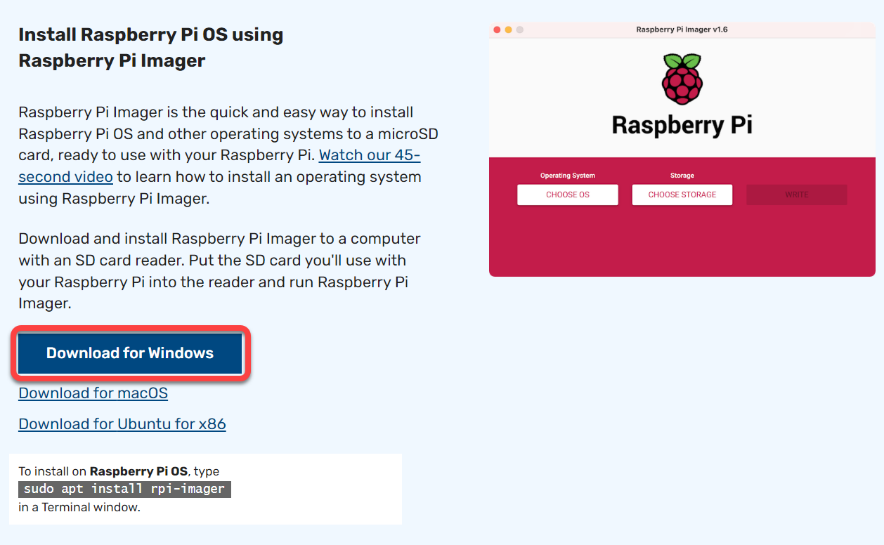 Install Raspberry Pi OS using
Raspberry Pi Imager
Raspberry Pi Imager is the quick and easy way to install
Raspberry Pi OS and other operating systems to a microSD
card, ready to use with your Raspberry Pi. Watch our 45-
second video to learn how to install an operating system
using Raspberry Pi Imager.
Download and install Raspberry Pi Imager to a computer
with an SD card reader. Put the SD card you'll use with
your Raspberry Pi into the reader and run Raspberry Pi
Imager.
Download for Windows
Download for macOS
Download for Ubuntu for x86
To install on Raspberry Pi OS, type
sudo apt install rpi-imager
in a Terminal window.
Raspberry Pi Imager v1.6
Raspberry Pi
Operating System
Storage
CHOOSE OS
CHOOSE STORAGE
WRITE